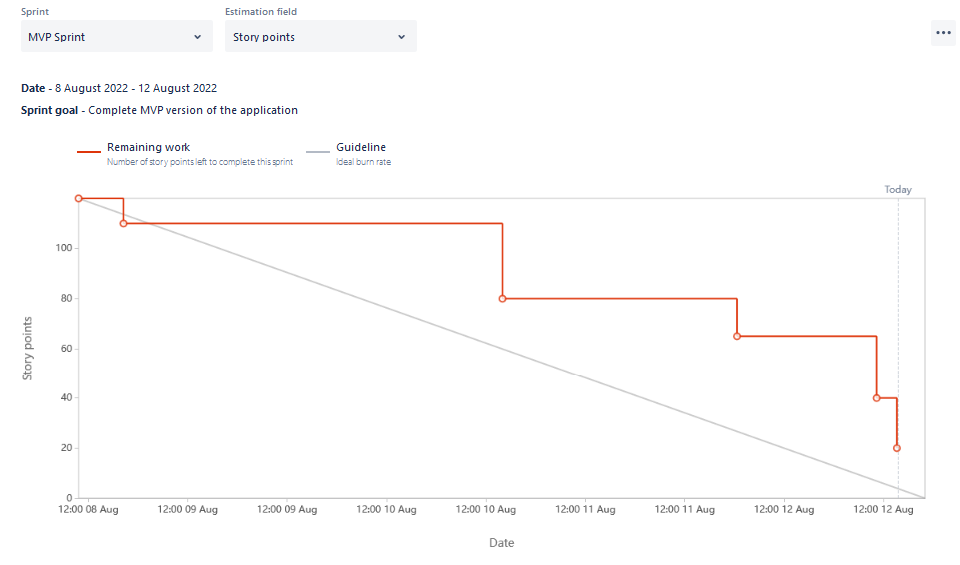 Sprint
Estimation field
MVP Sprint
Story points
Date - 8 August 2022 - 12 August 2022
Sprint goal - Complete MVP version of the application
Remaining work
Number of story points left to complete this sprint
Guideline
Ideal burn rate
Today
100
80
60
40
20
0
Story points
12:00 08 Aug
12:00 09 Aug
12:00 09 Aug
12:00 10 Aug
12:00 10 Aug
12:00 11 Aug
12:00 11 Aug
12:00 12 Aug
12:00 12 Aug
Date